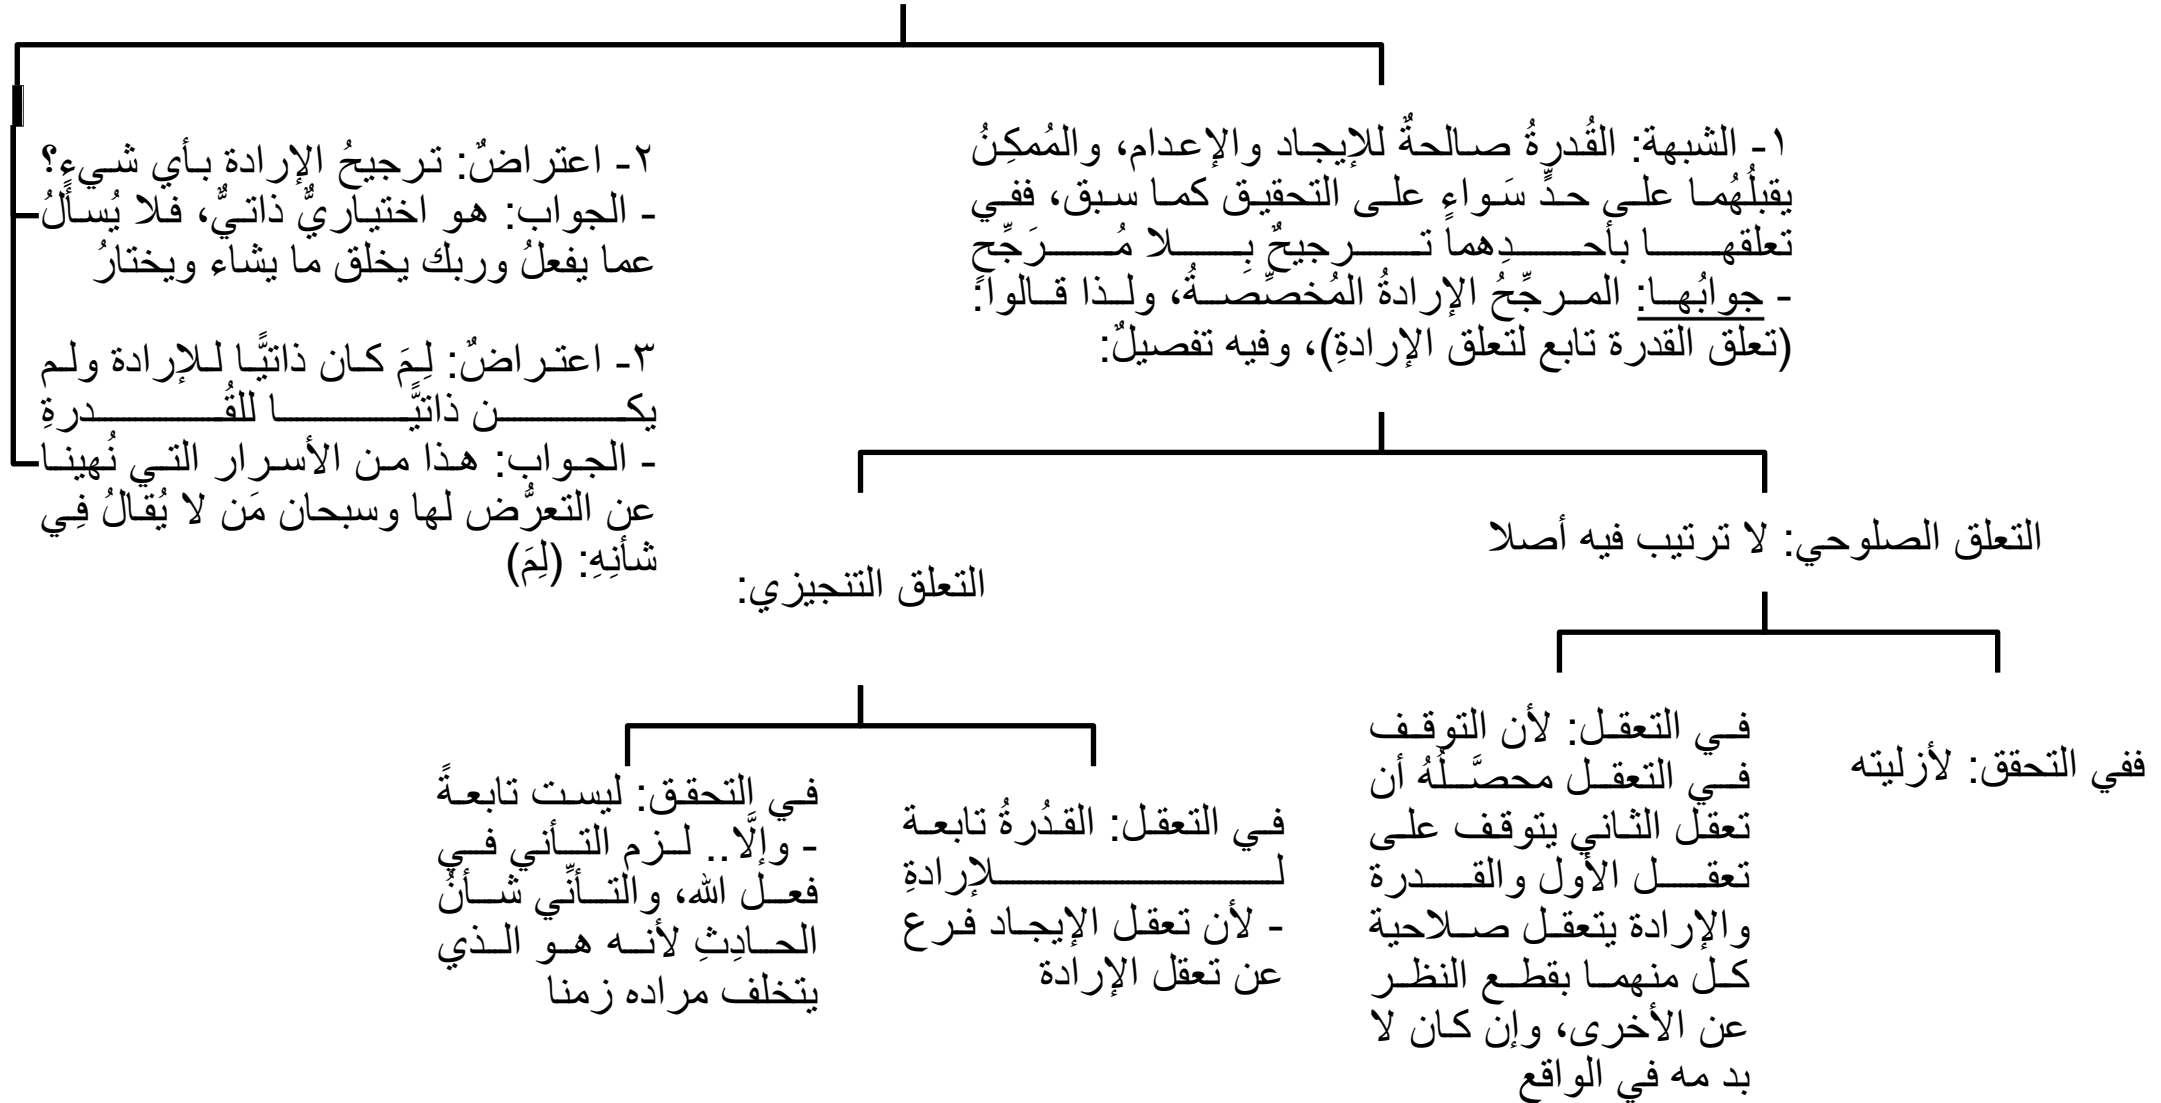 ١- الشبهة: القُدرةُ صالحةٌ للإيجاد والإعدام، والمُمكِنُ
يقبلُهُما على حدٍّ سَواءٍ على التحقيق كما سبق، ففي
تعلقها بأحدِهما ترجيحٌ بِلا مُرَجِّحٍ
- جوابُها: المرجِّحُ الإرادةُ المُخصِّصةُ، ولذا قالوا:
(تعلق القدرة تابع لتعلق الإرادةِ)، وفيه تفصيلٌ:
٢- اعتراضٌ: ترجيحُ الإرادة بأي شيءٍ؟
- الجواب: هو اختياريٌّ ذاتيٌّ، فلا يُسألُ
عما يفعلُ وربك يخلق ما يشاء ويختارُ
٣- اعتراضٌ: لِمَ كان ذاتيًّا للإرادة ولم
يكن ذاتيًّا للقُدرةِ
- الجواب: هذا من الأسرار التي نُهينا
عن التعرُّض لها وسبحان مَن لا يُقالُ فِي
شأنِهِ: (لِمَ)
التعلق الصلوحي: لا ترتيب فيه أصلا
ففي التحقق: لأزليته
في التعقل: لأن التوقف
في التعقل محصَّلُهُ أن
تعقل الثاني يتوقف على
تعقل الأول والقدرة
والإرادة يتعقل صلاحية
كل منهما بقطع النظر
عن الأخرى، وإن كان لا
بد مه في الواقع
التعلق التنجيزي:
في التعقل: القدُرةُ تابعة
للإرادةِ
- لأن تعقل الإيجاد فرع
عن تعقل الإرادة
في التحقق: ليست تابعةً
- وإلَّا.. لزم التأني في
فعل الله، والتأنِّي شأنُ
الحادِثِ لأنه هو الذي
يتخلف مراده زمنا